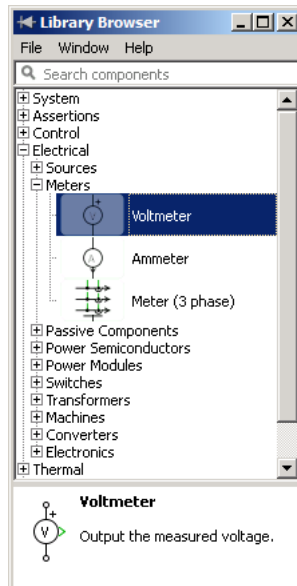 Library Browser
File Window Help
Search components
System
Assertions
Control
Electrical
Sources
Meters
V
Voltmeter
A
Ammeter
Meter (3 phase)
Passive Components
Power Semiconductors
Power Modules
Switches
Transformers
Machines
Converters
Electronics
Thermal
Voltmeter
V
Output the measured voltage.